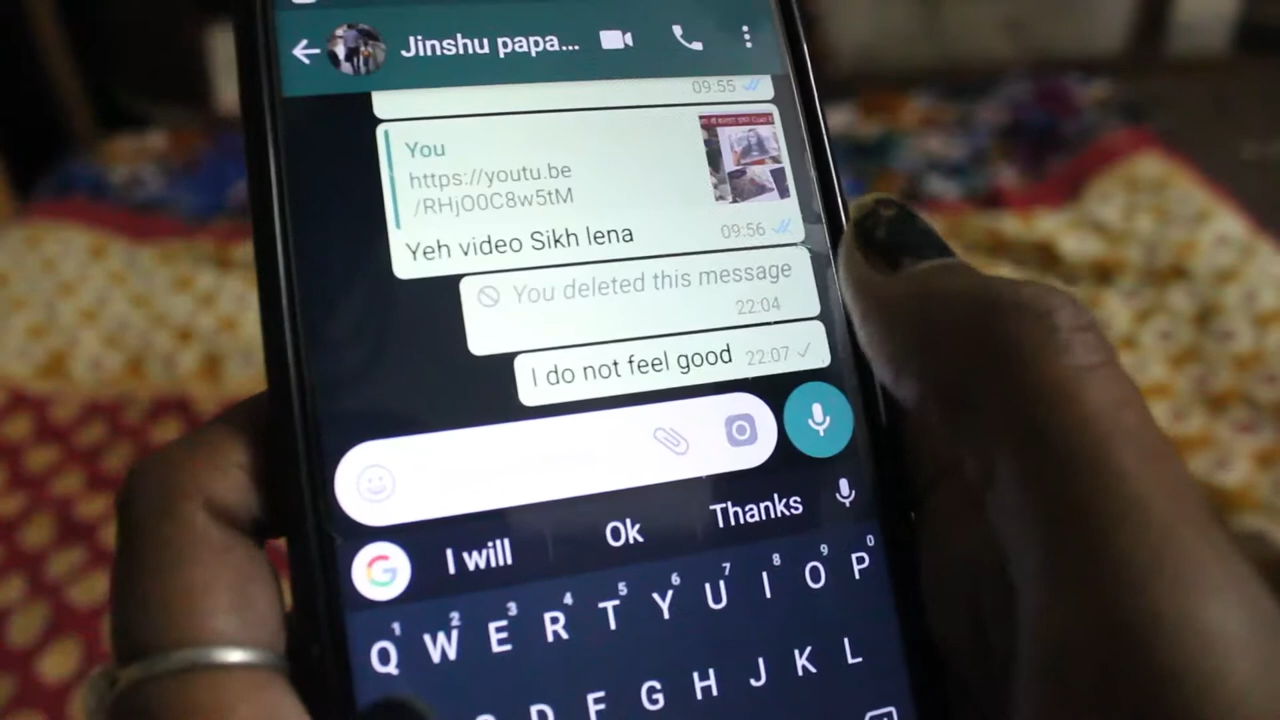 Jinshu papa...
09:55
You
https://youtu.be
/RHjO0C8w5tM
Yeh video Sikh lena 09:56
You deleted this message
22:04
I do not feel good 22:07
I will Ok Thanks
1 2 3 4 5 6 7 8 9 0
Q W E R T Y U I O P
D F G H J K L